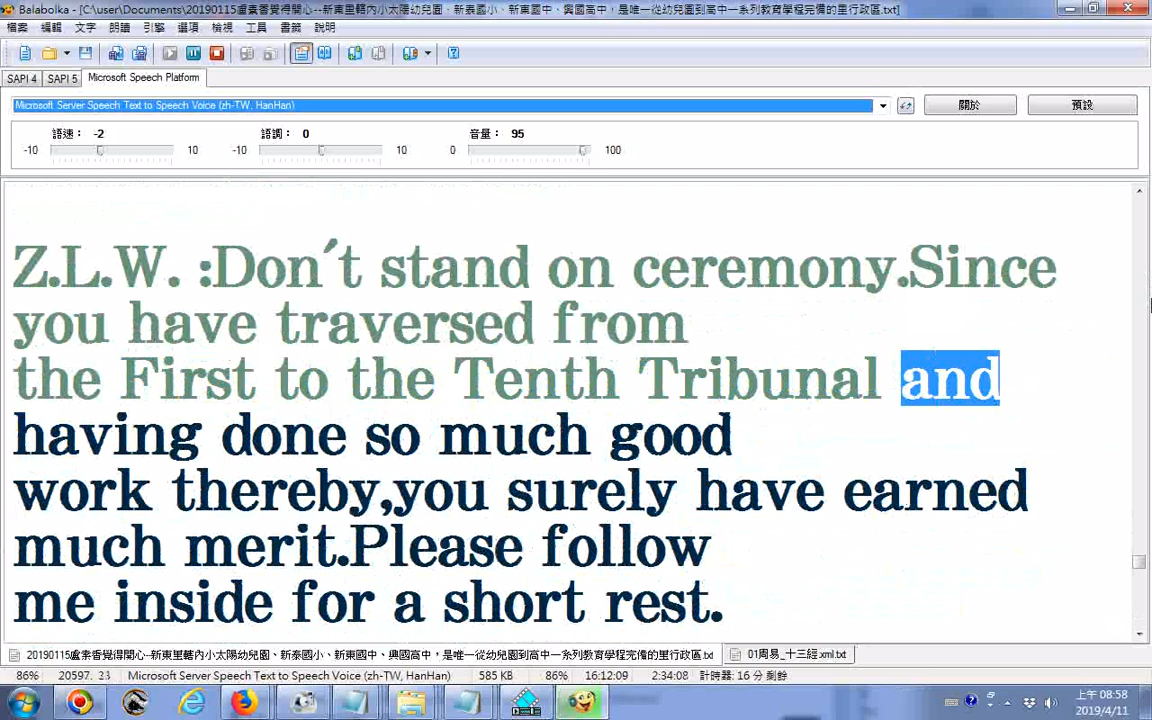 Balabolka - [C:\user\Documents\20190115盧素香覺得開心--新東里轄內小太陽幼兒園、新泰國小、新東國中、興國高中，是唯一從幼兒園到高中一系列教育學程完備的里行政區.txt]
檔案 編輯 文字 朗讀 引擎 選項 檢視 工具 書籤 說明
SAPI 4 SAPI 5 Microsoft Speech Platform
Microsoft Server Speech Text to Speech Voice (zh-TW, HanHan) 關於 預設
語速： -2 語調： 0 音量： 95
-10 10 -10 10 0 100
Z.L.W. :Don't stand on ceremony.Since
you have traversed from
the First to the Tenth Tribunal and
having done so much good
work thereby,you surely have earned
much merit.Please follow
me inside for a short rest.
20190115盧素香覺得開心--新東里轄內小太陽幼兒園、新泰國小、新東國中、興國高中，是唯一從幼兒園到高中一系列教育學程完備的里行政區.txt 01周易_十三經.xml.txt
86% 20597. 23 Microsoft Server Speech Text to Speech Voice (zh-TW, HanHan) 585 KB 86% 16:12:09 2:34:08 計時器：16 分 剩餘
上午 08:58
2019/4/11